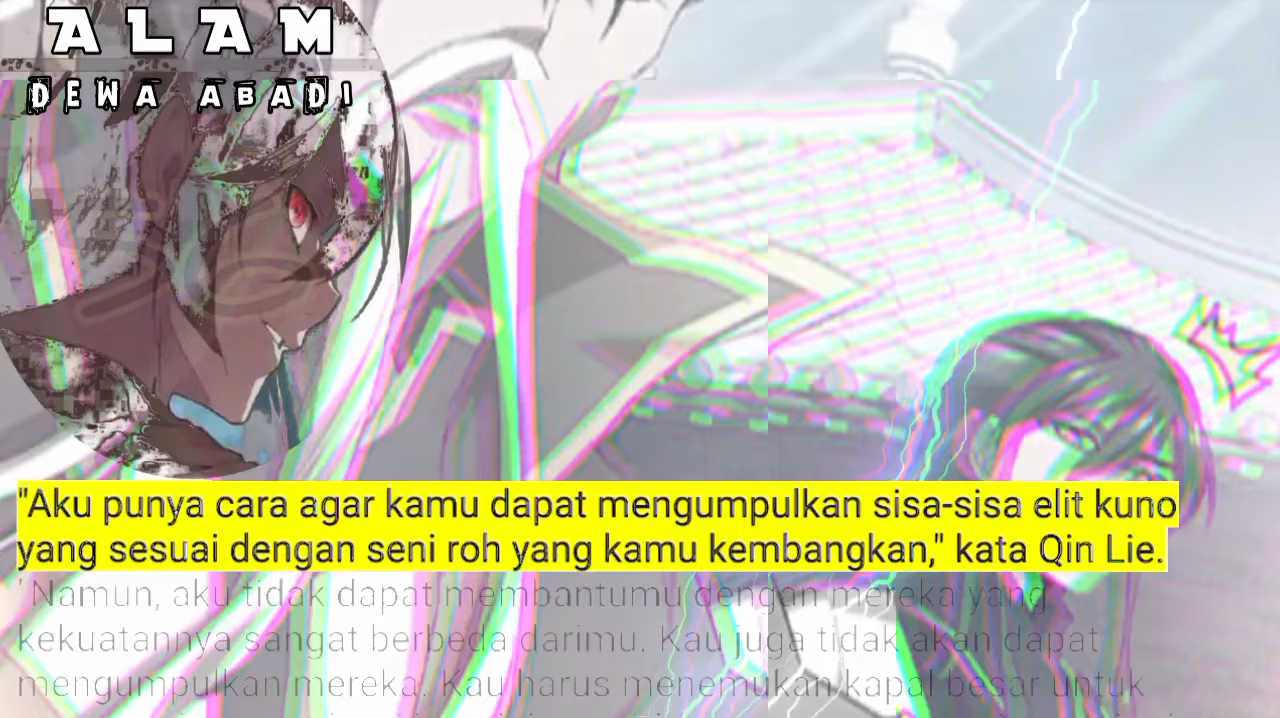 ALAM
DEWA ABADI
"Aku punya cara agar kamu dapat mengumpulkan sisa-sisa elit kuno
yang sesuai dengan seni roh yang kamu kembangkan," kata Qin Lie.
"Namun, aku tidak dapat membantumu dengan mereka yang
kekuatannya sangat berbeda darimu. Kau juga tidak akan dapat
mengumpulkan mereka. Kau harus menemukan kapal besar untuk